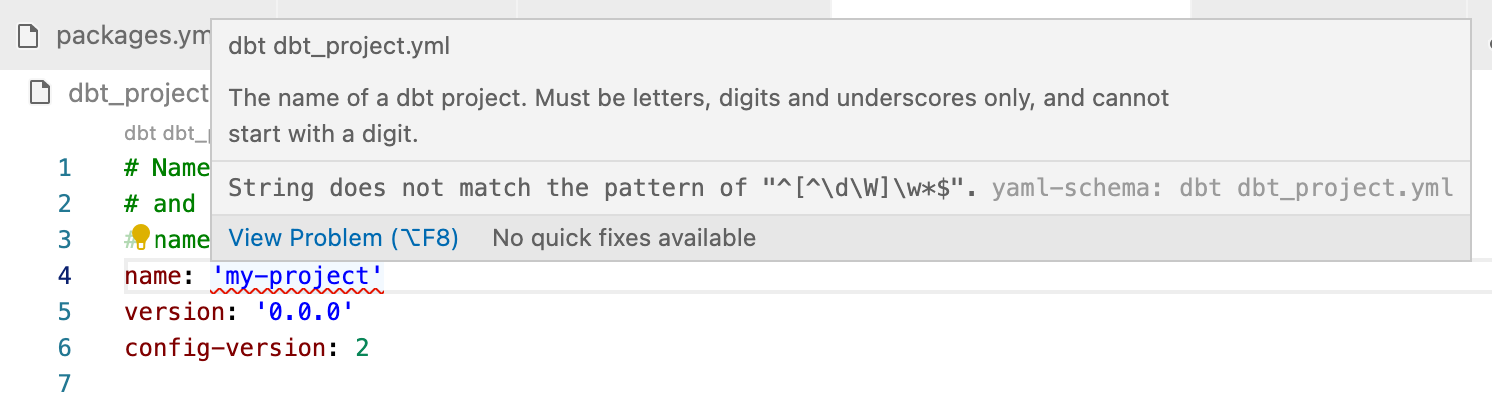 packages.ym
dbt dbt_project.yml
The name of a dbt project. Must be letters, digits and underscores only, and cannot
start with a digit.
String does not match the pattern of "^[^\d\W]\w*$". yaml-schema: dbt dbt_project.yml
View Problem (⌥F8) No quick fixes available
dbt_project
dbt dbt_
1 # Name
2 # and
3 # name
4 name: 'my-project'
5 version: '0.0.0'
6 config-version: 2
7